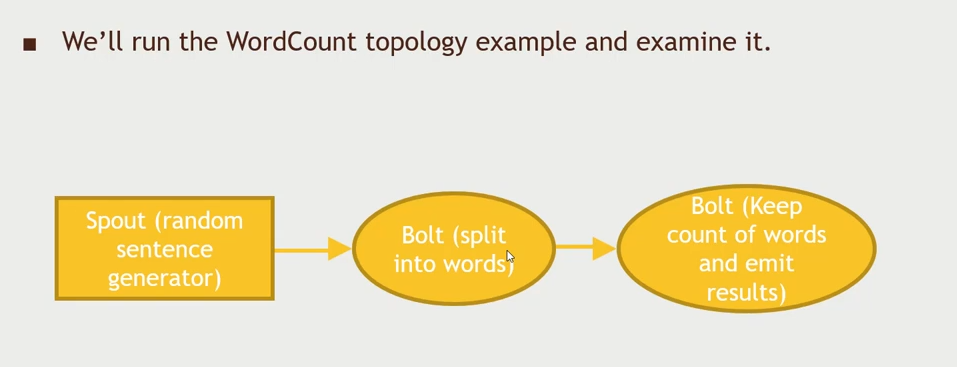 We'll run the WordCount topology example and examine it.
Spout (random
sentence
generator)
Bolt (split
into words)
Bolt (Keep
count of words
and emit
results)